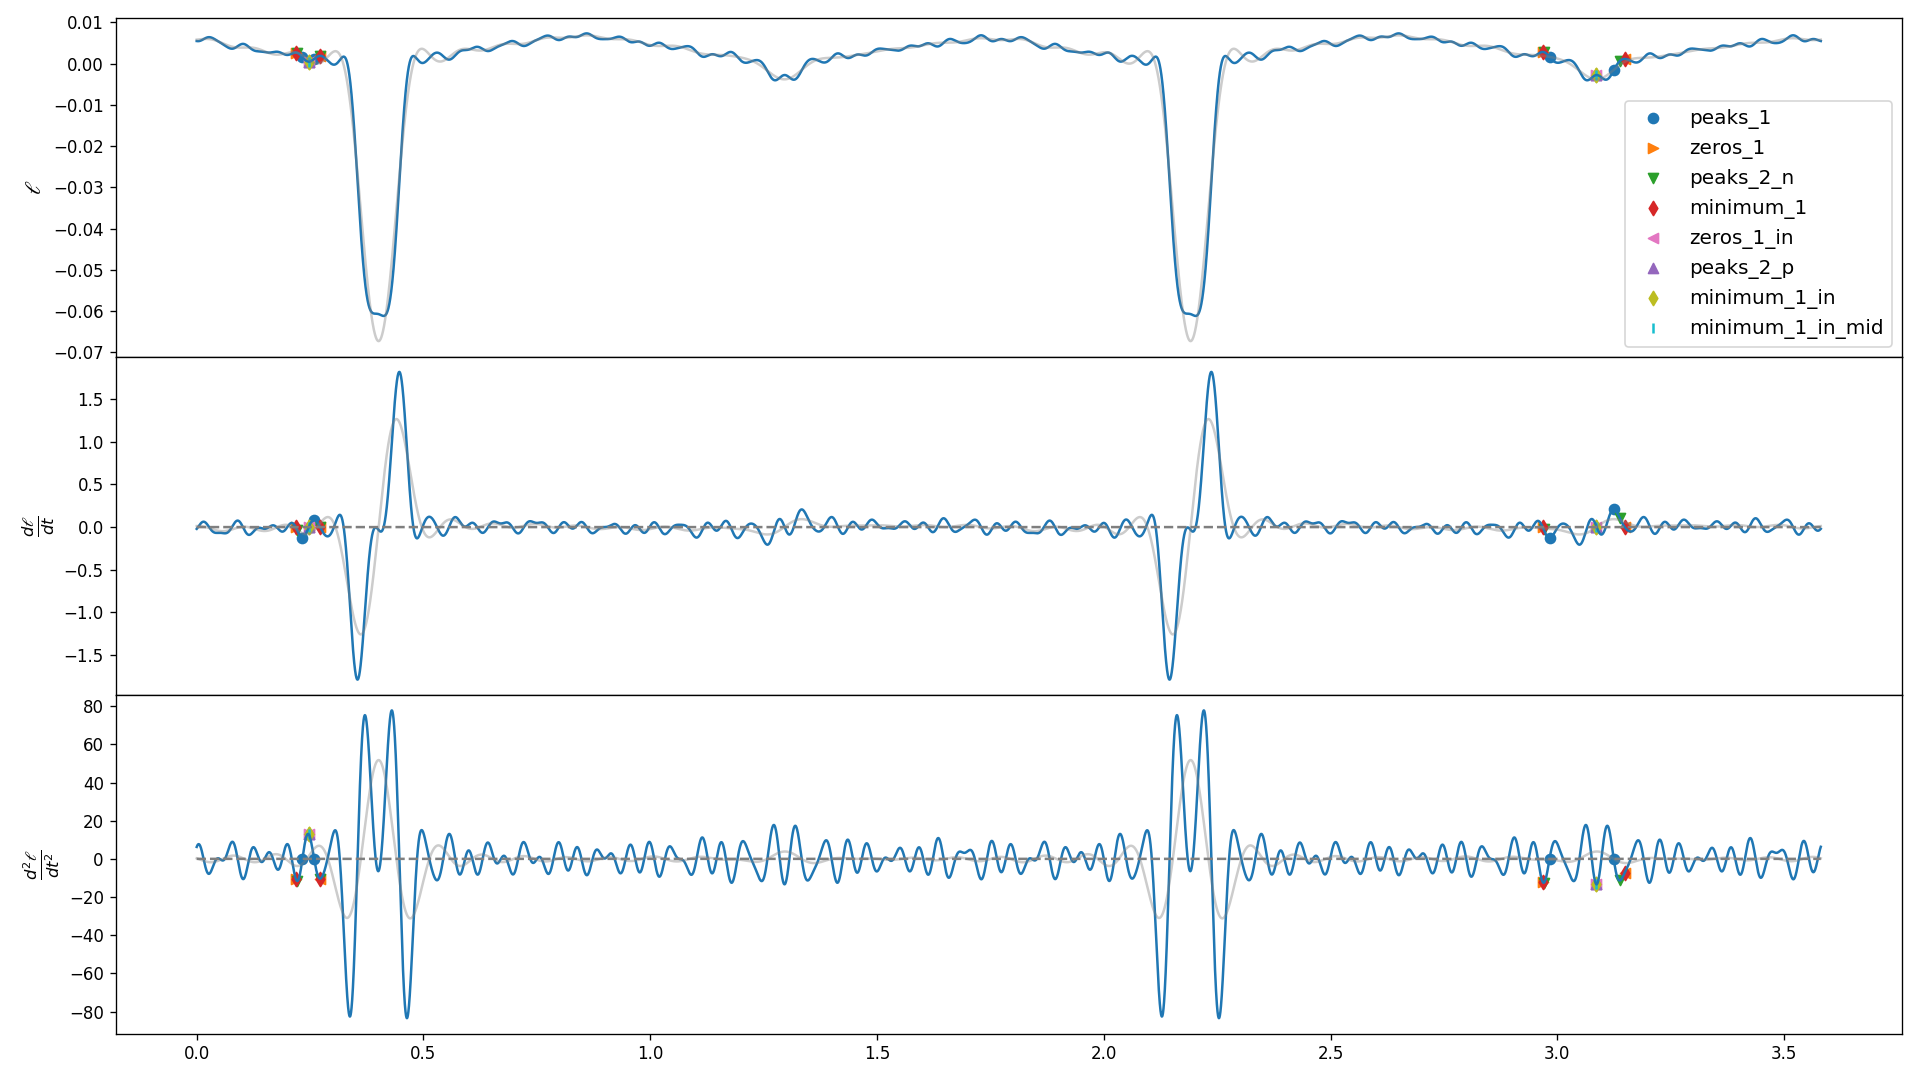 0.01
0.00
−0.01
−0.02
−0.03
−0.04
−0.05
−0.06
−0.07
ℓ
peaks_1
zeros_1
peaks_2_n
minimum_1
zeros_1_in
peaks_2_p
minimum_1_in
minimum_1_in_mid
1.5
1.0
0.5
0.0
−0.5
−1.0
−1.5
dℓ
dt
80
60
40
20
0
−20
−40
−60
−80
d²ℓ
dt²
0.0 0.5 1.0 1.5 2.0 2.5 3.0 3.5